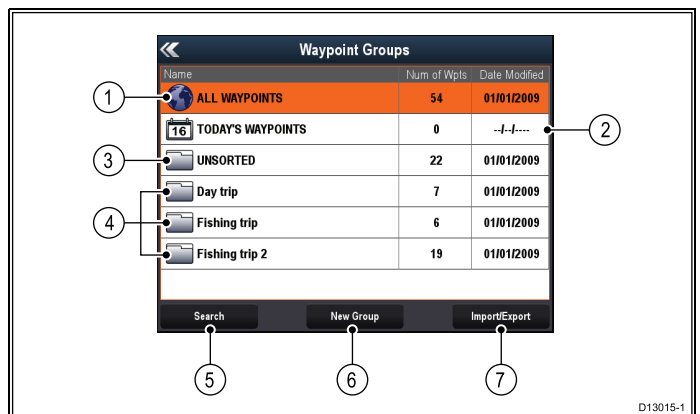 Waypoint Groups
Name Num of Wpts Date Modified
1 ALL WAYPOINTS 54 01/01/2009
16 TODAY'S WAYPOINTS 0 --/--/---- 2
3 UNSORTED 22 01/01/2009
Day trip 7 01/01/2009
4 Fishing trip 6 01/01/2009
Fishing trip 2 19 01/01/2009
Search New Group Import/Export
5 6 7
D13015-1